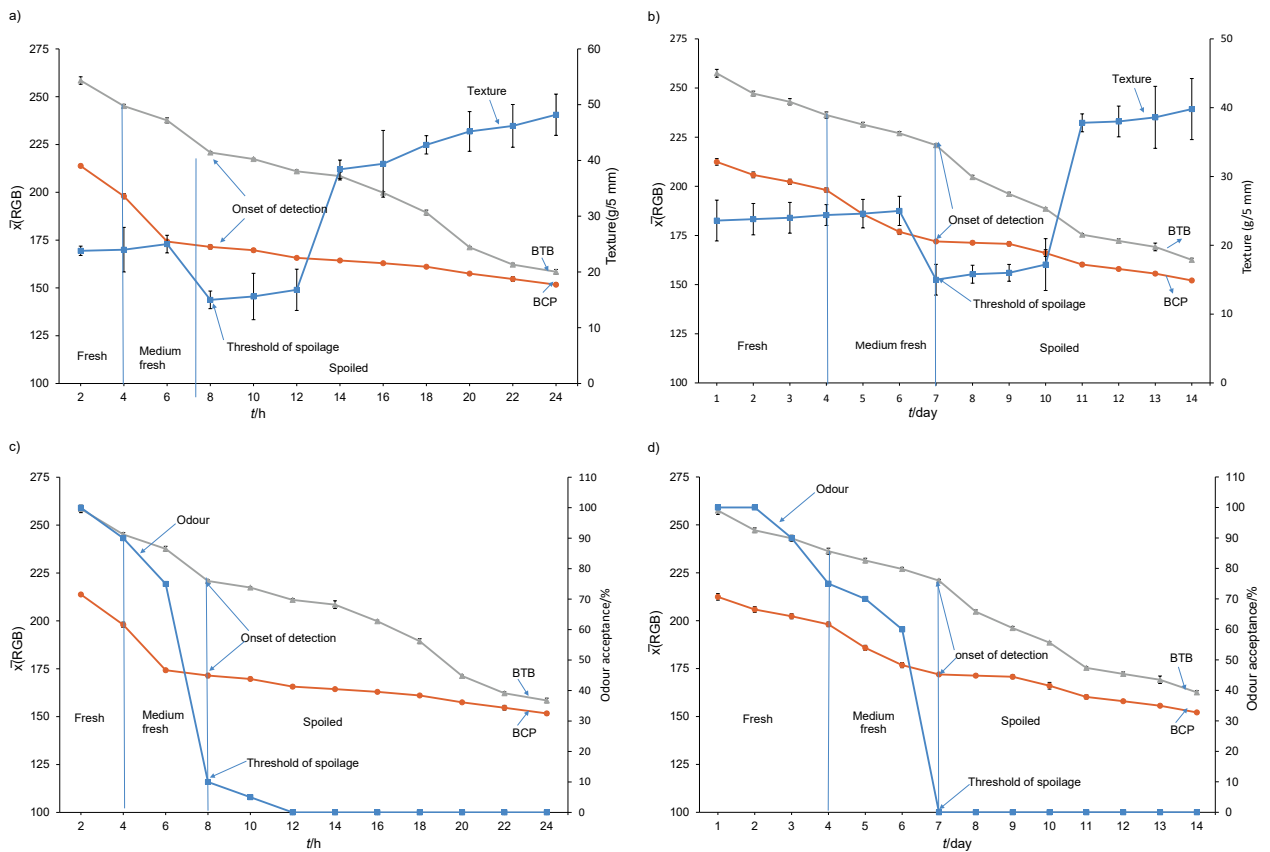 a)
275
250
225
200
175
150
125
100
x̅(RGB)
60
50
40
30
20
10
0
Texture (g/5 mm)
Texture
Onset of detection
BTB
BCP
Threshold of spoilage
Fresh
Medium
fresh
Spoiled
2 4 6 8 10 12 14 16 18 20 22 24
t/h
b)
275
250
225
200
175
150
125
100
x̅(RGB)
50
40
30
20
10
0
Texture (g/5 mm)
Texture
Onset of detection
BTB
BCP
Threshold of spoilage
Fresh
Medium fresh
Spoiled
1 2 3 4 5 6 7 8 9 10 11 12 13 14
t/day
c)
275
250
225
200
175
150
125
100
x̅(RGB)
110
100
90
80
70
60
50
40
30
20
10
0
Odour acceptance/%
Odour
Onset of detection
BTB
BCP
Fresh
Medium
fresh
Spoiled
Threshold of spoilage
2 4 6 8 10 12 14 16 18 20 22 24
t/h
d)
275
250
225
200
175
150
125
100
x̅(RGB)
110
100
90
80
70
60
50
40
30
20
10
0
Odour acceptance/%
Odour
onset of detection
BTB
BCP
Fresh
Medium
fresh
Spoiled
Threshold of spoilage
1 2 3 4 5 6 7 8 9 10 11 12 13 14
t/day